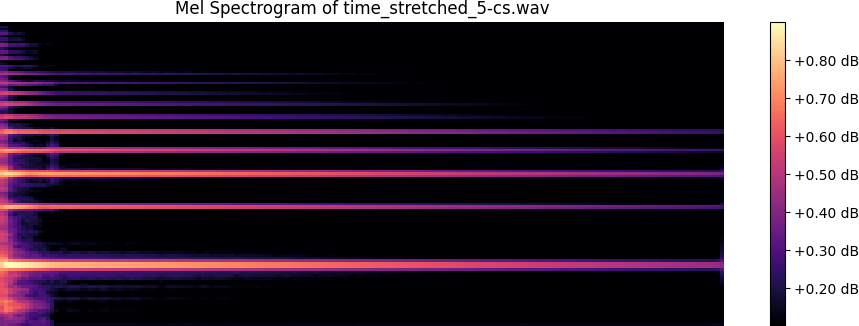 Mel Spectrogram of time_stretched_5-cs.wav
+0.80 dB
+0.70 dB
+0.60 dB
+0.50 dB
+0.40 dB
+0.30 dB
+0.20 dB